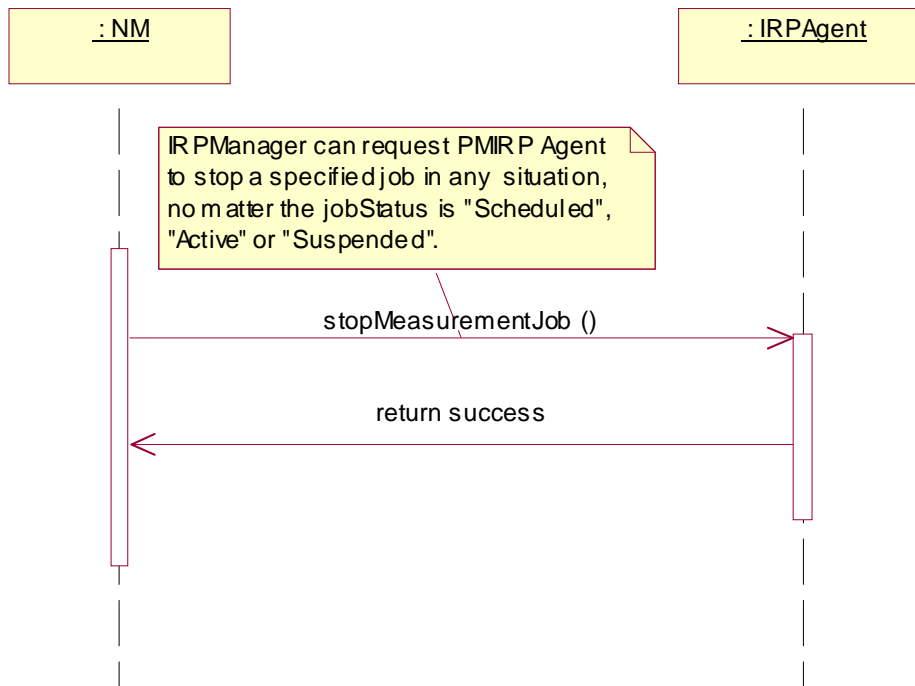 : NM
: IRPAgent
IRPManager can request PMIRP Agent
to stop a specified job in any situation,
no matter the jobStatus is "Scheduled",
"Active" or "Suspended".
stopMeasurementJob ()
return success